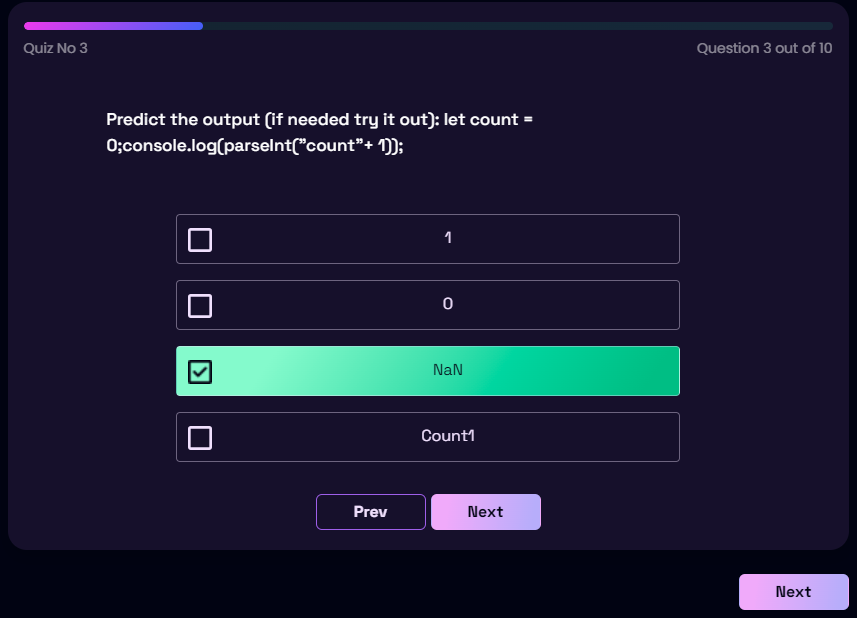 Quiz No 3
Question 3 out of 10
Predict the output (if needed try it out): let count =
0;console.log(parseInt(”count”+ 1));
1
0
NaN
Count1
Prev
Next
Next